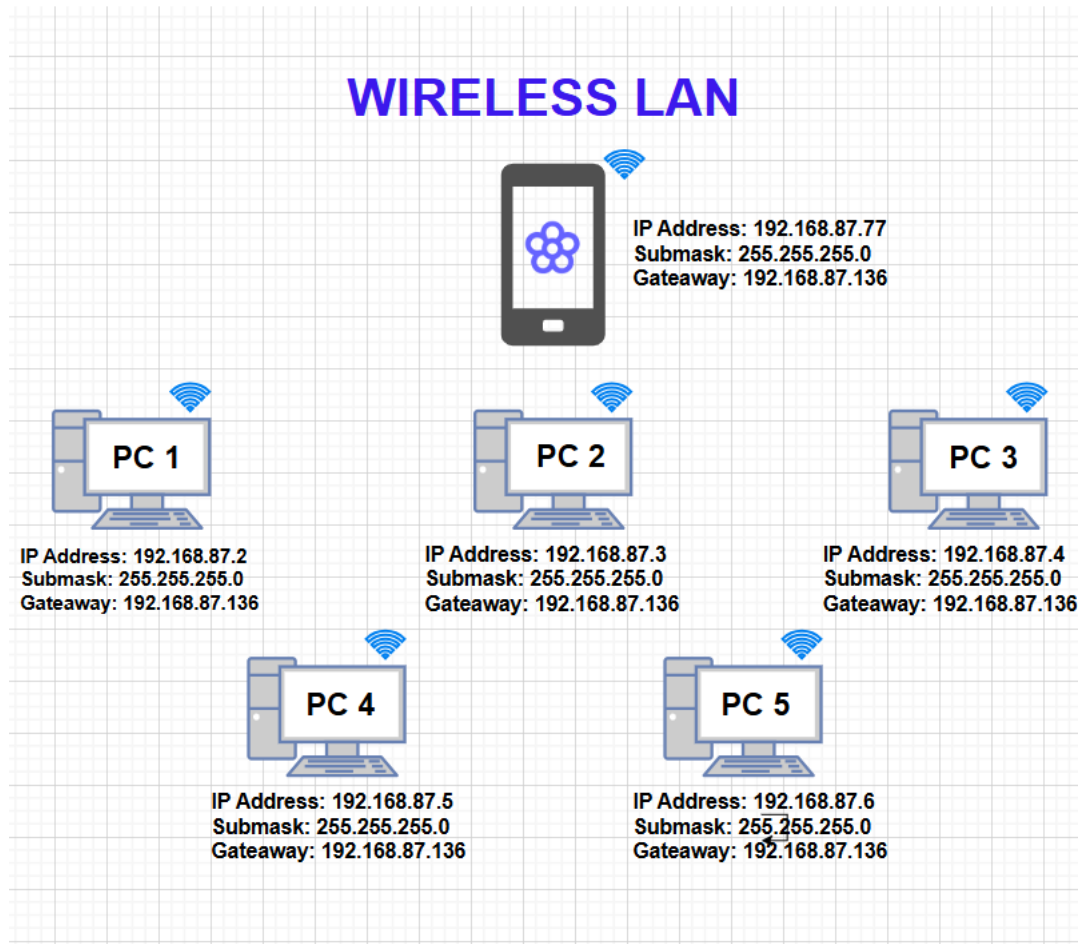 WIRELESS LAN
IP Address: 192.168.87.77
Submask: 255.255.255.0
Gateaway: 192.168.87.136
PC 1
IP Address: 192.168.87.2
Submask: 255.255.255.0
Gateaway: 192.168.87.136
PC 2
IP Address: 192.168.87.3
Submask: 255.255.255.0
Gateaway: 192.168.87.136
PC 3
IP Address: 192.168.87.4
Submask: 255.255.255.0
Gateaway: 192.168.87.136
PC 4
IP Address: 192.168.87.5
Submask: 255.255.255.0
Gateaway: 192.168.87.136
PC 5
IP Address: 192.168.87.6
Submask: 255.255.255.0
Gateaway: 192.168.87.136